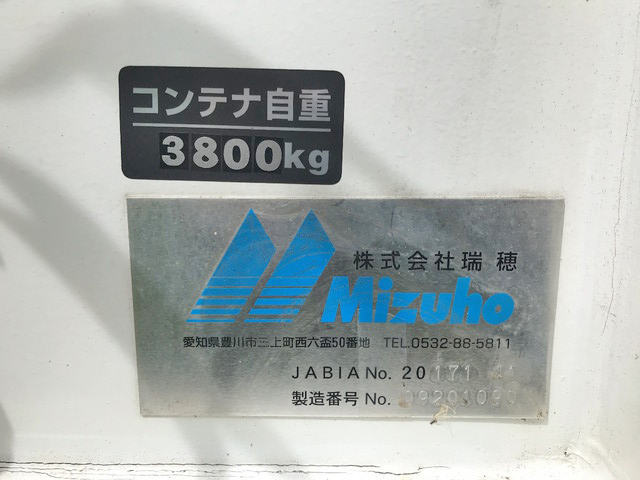 コンテナ自重
3800kg
株式会社瑞穂
Mizuho
愛知県豊川市三上町西六盃50番地 TEL.0532-88-5811
JABIA No. 20
製造番号 No.